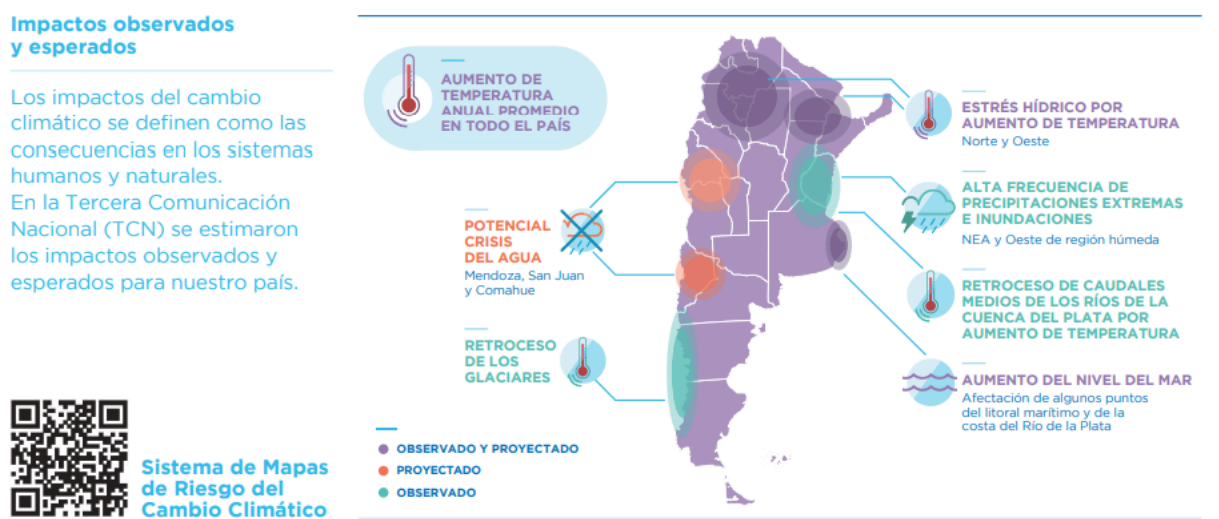 Impactos observados
y esperados
Los impactos del cambio
climático se definen como las
consecuencias en los sistemas
humanos y naturales.
En la Tercera Comunicación
Nacional (TCN) se estimaron
los impactos observados y
esperados para nuestro país.
Sistema de Mapas
de Riesgo del
Cambio Climático
AUMENTO DE
TEMPERATURA
ANUAL PROMEDIO
EN TODO EL PAÍS
POTENCIAL
CRISIS
DEL AGUA
Mendoza, San Juan
y Comahue
RETROCESO
DE LOS
GLACIARES
OBSERVADO Y PROYECTADO
PROYECTADO
OBSERVADO
ESTRÉS HÍDRICO POR
AUMENTO DE TEMPERATURA
Norte y Oeste
ALTA FRECUENCIA DE
PRECIPITACIONES EXTREMAS
E INUNDACIONES
NEA y Oeste de región húmeda
RETROCESO DE CAUDALES
MEDIOS DE LOS RÍOS DE LA
CUENCA DEL PLATA POR
AUMENTO DE TEMPERATURA
AUMENTO DEL NIVEL DEL MAR
Afectación de algunos puntos
del litoral marítimo y de la
costa del Río de la Plata